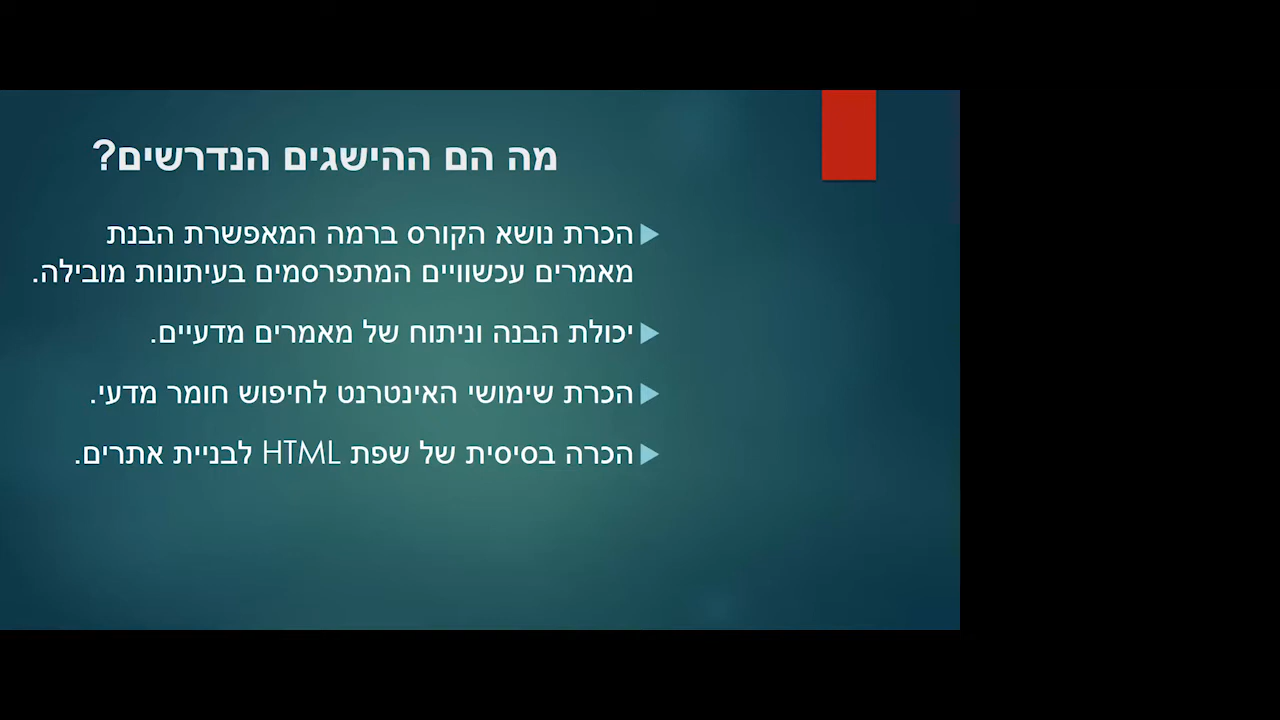 מה הם ההישגים הנדרשים?
הכרת נושא הקורס ברמה המאפשרת הבנת
מאמרים עכשוויים המתפרסמים בעיתונות מובילה.
יכולת הבנה וניתוח של מאמרים מדעיים.
הכרת שימושי האינטרנט לחיפוש חומר מדעי.
הכרה בסיסית של שפת HTML לבניית אתרים.